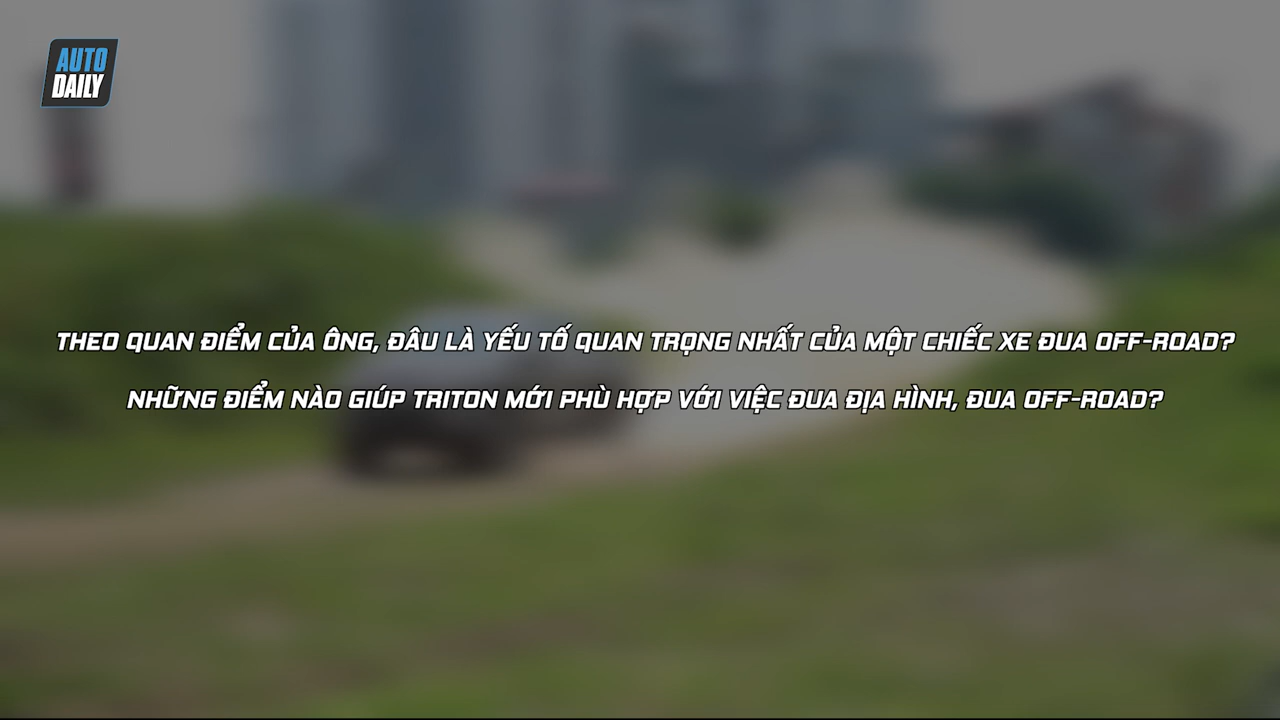 AUTO
DAILY
THEO QUAN ĐIỂM CỦA ÔNG, ĐÂU LÀ YẾU TỐ QUAN TRỌNG NHẤT CỦA MỘT CHIẾC XE ĐUA OFF-ROAD?
NHỮNG ĐIỂM NÀO GIÚP TRITON MỚI PHÙ HỢP VỚI VIỆC ĐUA ĐỊA HÌNH, ĐUA OFF-ROAD?